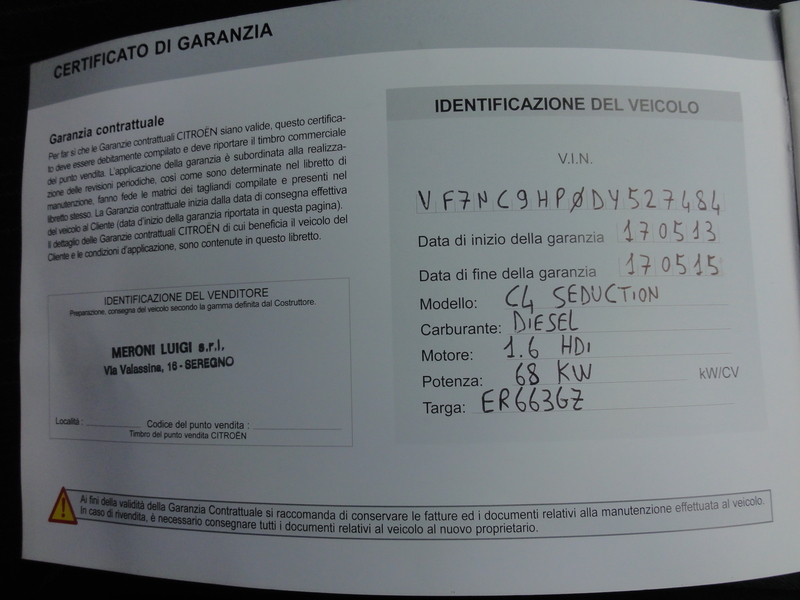 CERTIFICATO DI GARANZIA
Garanzia contrattuale
Per far sì che le Garanzie contrattuali CITROËN siano valide, questo certifica-
to deve essere debitamente compilato e deve riportare il timbro commerciale
del punto vendita. L'applicazione della garanzia è subordinata alla realizza-
zione delle revisioni periodiche, così come sono determinate nel libretto di
manutenzione, fanno fede le matrici dei tagliandi compilate e presenti nel
libretto stesso. La Garanzia contrattuale inizia dalla data di consegna effettiva
del veicolo al Cliente (data d'inizio della garanzia riportata in questa pagina).
Il dettaglio delle Garanzie contrattuali CITROËN di cui beneficia il veicolo del
Cliente e le condizioni d'applicazione, sono contenute in questo libretto.
IDENTIFICAZIONE DEL VENDITORE
Preparazione, consegna del veicolo secondo la gamma definita dal Costruttore.
MERONI LUIGI s.r.l.
Via Valassina, 16 - SEREGNO
Località : Codice del punto vendita :
Timbro del punto vendita CITROËN
IDENTIFICAZIONE DEL VEICOLO
V.I.N.
VF7NC9HPØDY527484
Data di inizio della garanzia 170513
Data di fine della garanzia 170515
Modello: C4 SEDUCTION
Carburante: DIESEL
Motore: 1.6 HDI
Potenza: 68 KW kW/CV
Targa: ER663GZ
Ai fini della validità della Garanzia Contrattuale si raccomanda di conservare le fatture ed i documenti relativi alla manutenzione effettuata al veicolo.
In caso di rivendita, è necessario consegnare tutti i documenti relativi al veicolo al nuovo proprietario.